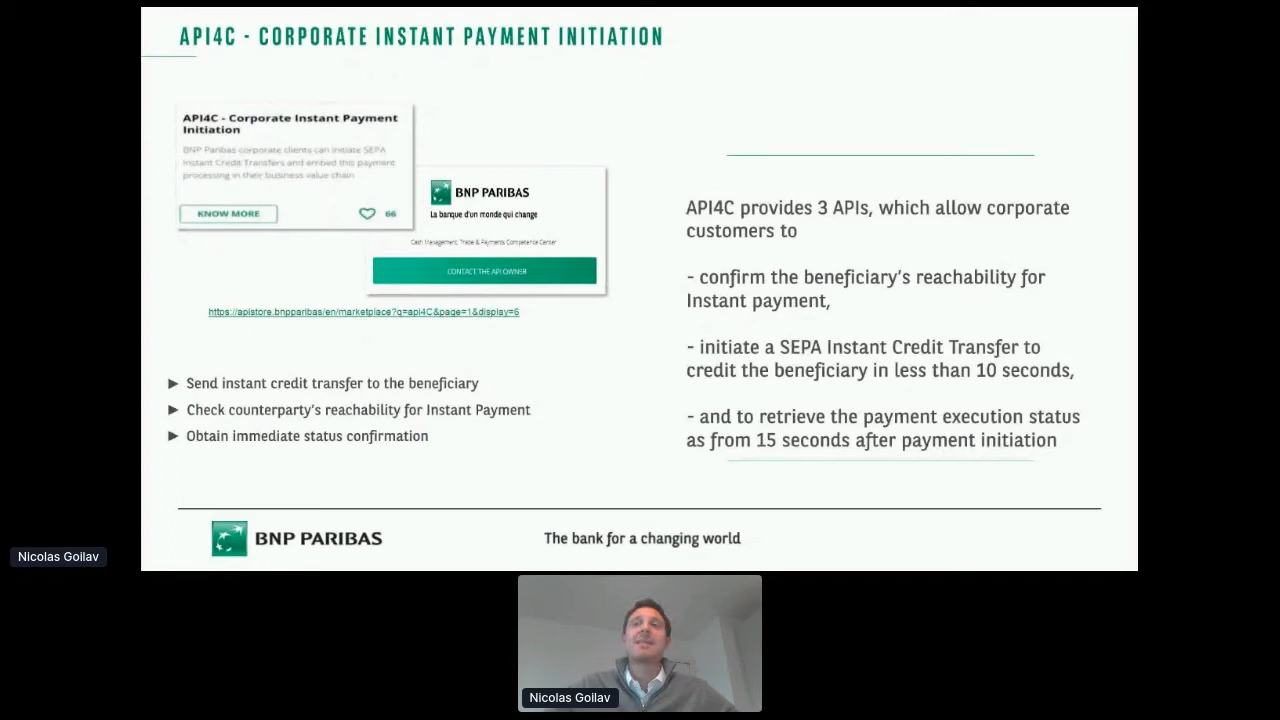 API4C - CORPORATE INSTANT PAYMENT INITIATION
API4C - Corporate Instant Payment
Initiation
BNP Paribas corporate clients can initiate SEPA
Instant Credit Transfers and embed this payment
processing in their business value chain
KNOW MORE
66
BNP PARIBAS
La banque d'un monde qui change
Cash Management, Trade & Payments Competence Center
CONTACT THE API OWNER
https://apistore.bnpparibas/en/marketplace?q=api4C&page=1&display=6
► Send instant credit transfer to the beneficiary
► Check counterparty's reachability for Instant Payment
► Obtain immediate status confirmation
API4C provides 3 APIs, which allow corporate
customers to
- confirm the beneficiary's reachability for
Instant payment,
- initiate a SEPA Instant Credit Transfer to
credit the beneficiary in less than 10 seconds,
- and to retrieve the payment execution status
as from 15 seconds after payment initiation
BNP PARIBAS
The bank for a changing world
Nicolas Goilav
Nicolas Goilav